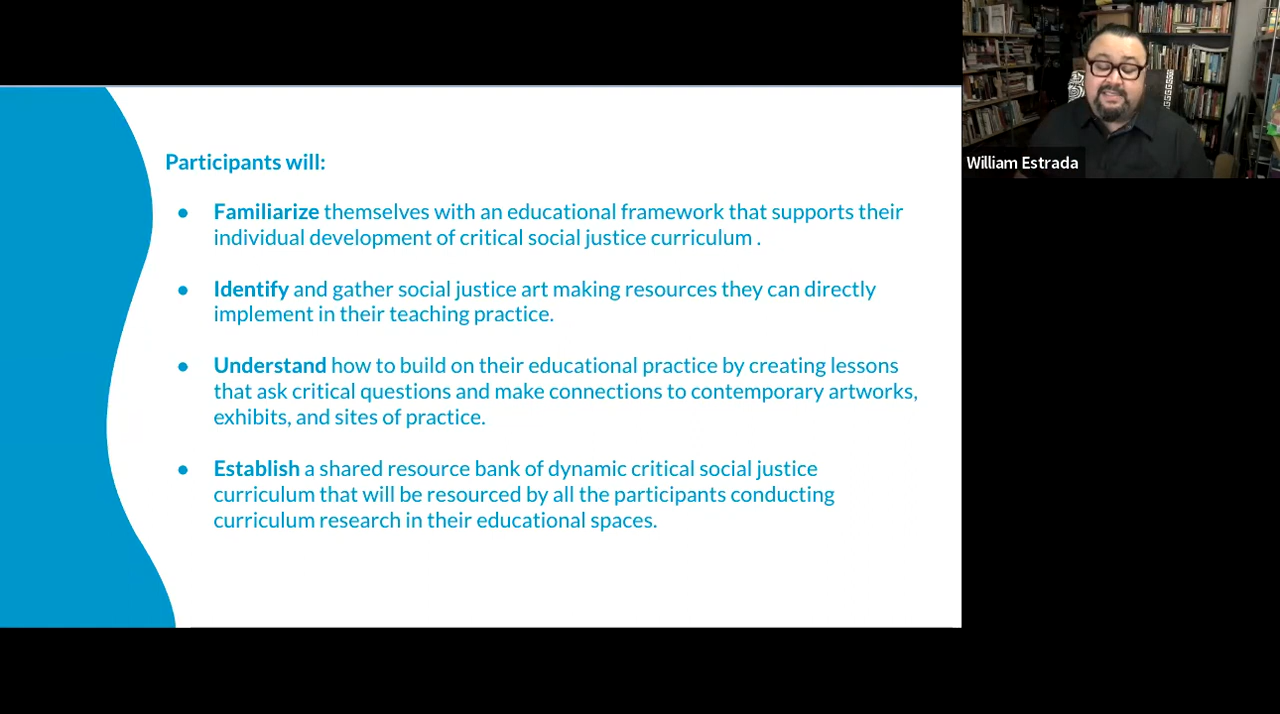 Participants will:
● Familiarize themselves with an educational framework that supports their
individual development of critical social justice curriculum .
● Identify and gather social justice art making resources they can directly
implement in their teaching practice.
● Understand how to build on their educational practice by creating lessons
that ask critical questions and make connections to contemporary artworks,
exhibits, and sites of practice.
● Establish a shared resource bank of dynamic critical social justice
curriculum that will be resourced by all the participants conducting
curriculum research in their educational spaces.
William Estrada